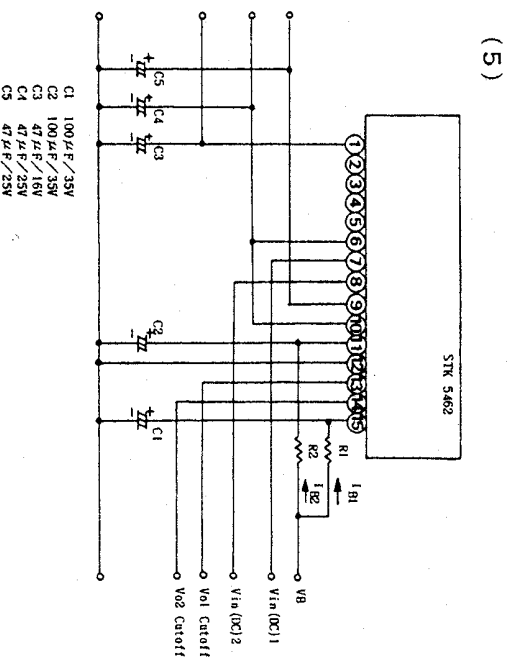 (5)
STK 5462
1 2 3 4 5 6 7 8 9 10 11 12 13 14 15
+
-
C5
+
-
C4
+
-
C3
+
-
C2
+
-
C1
R1
R2
I B1
I B2
VB
Vin(DC)1
Vin(DC)2
Vo1 Cutoff
Vo2 Cutoff
C1 100μF/35V
C2 100μF/35V
C3 47μF/16V
C4 47μF/25V
C5 47μF/25V